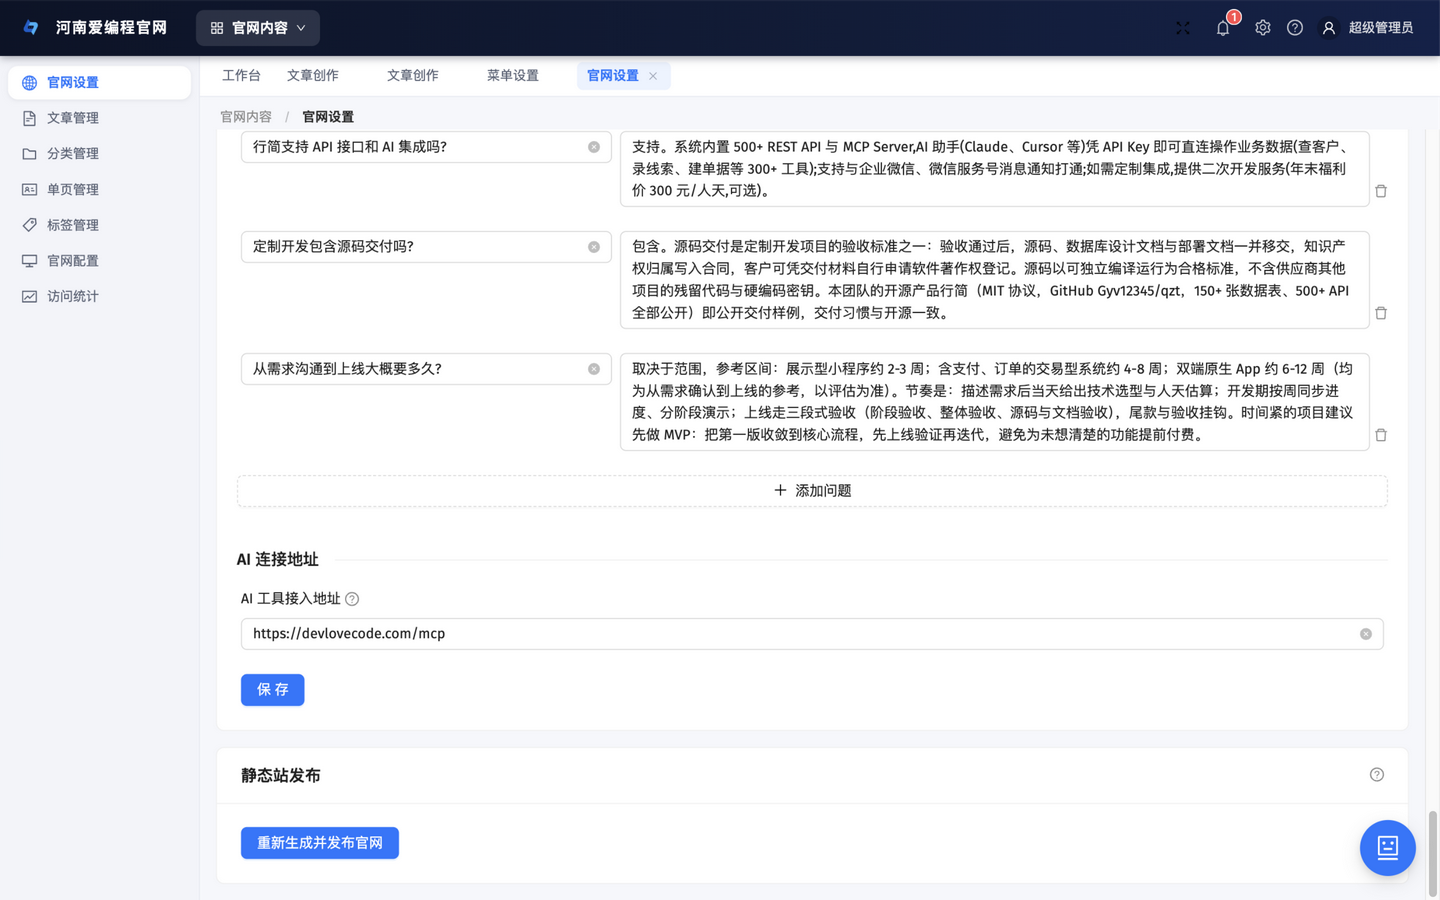 河南爱编程官网
官网内容
1
超级管理员
官网设置
文章管理
分类管理
单页管理
标签管理
官网配置
访问统计
工作台
文章创作
文章创作
菜单设置
官网设置
官网内容 / 官网设置
行简支持 API 接口和 AI 集成吗?
支持。系统内置 500+ REST API 与 MCP Server,AI 助手(Claude、Cursor 等)凭 API Key 即可直连操作业务数据(查客户、
录线索、建单据等 300+ 工具);支持与企业微信、微信服务号消息通知打通;如需定制集成,提供二次开发服务(年末福利
价 300 元/人天,可选)。
定制开发包含源码交付吗?
包含。源码交付是定制开发项目的验收标准之一：验收通过后，源码、数据库设计文档与部署文档一并移交，知识产
权归属写入合同，客户可凭交付材料自行申请软件著作权登记。源码以可独立编译运行为合格标准，不含供应商其他
项目的残留代码与硬编码密钥。本团队的开源产品行简（MIT 协议，GitHub Gyv12345/qzt，150+ 张数据表、500+ API
全部公开）即公开交付样例，交付习惯与开源一致。
从需求沟通到上线大概要多久?
取决于范围，参考区间：展示型小程序约 2-3 周；含支付、订单的交易型系统约 4-8 周；双端原生 App 约 6-12 周（均
为从需求确认到上线的参考，以评估为准）。节奏是：描述需求后当天给出技术选型与人天估算；开发期按周同步进
度、分阶段演示；上线走三段式验收（阶段验收、整体验收、源码与文档验收），尾款与验收挂钩。时间紧的项目建议
先做 MVP：把第一版收敛到核心流程，先上线验证再迭代，避免为未想清楚的功能提前付费。
添加问题
AI 连接地址
AI 工具接入地址
https://devlovecode.com/mcp
保 存
静态站发布
重新生成并发布官网